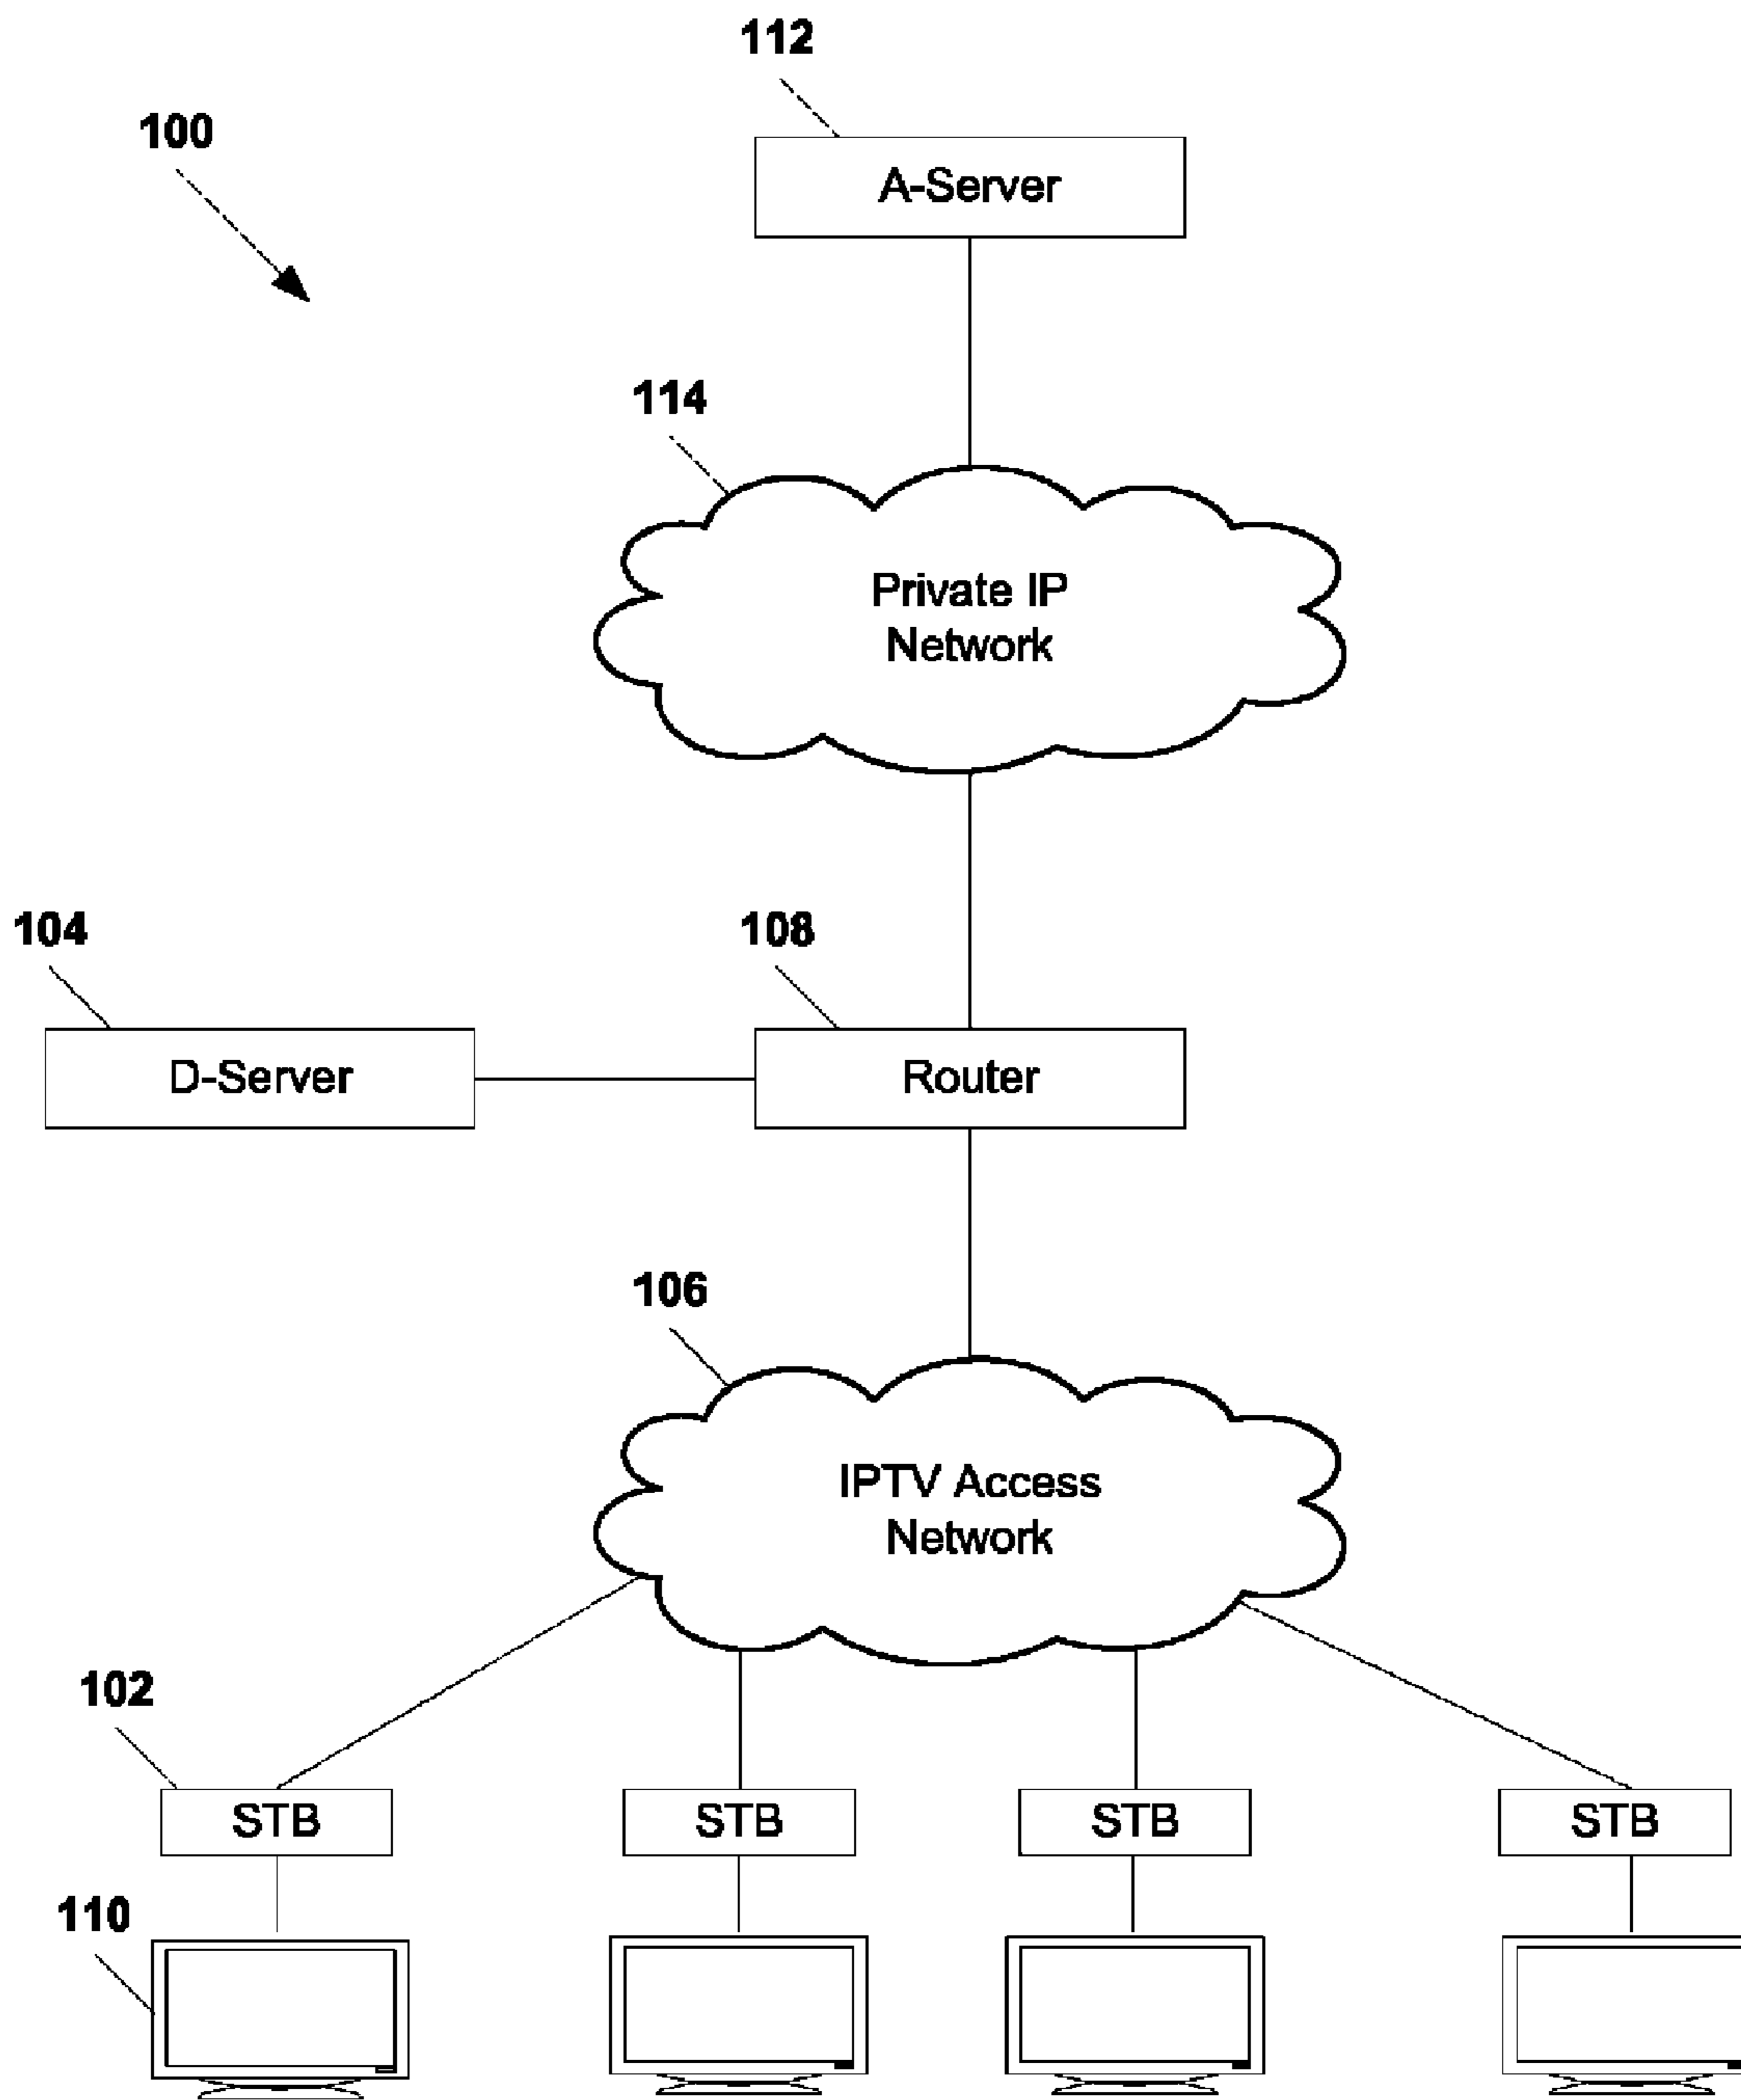 112
100
A-Server
114
Private IP
Network
104
108
D-Server
Router
106
IPTV Access
Network
102
STB
STB
STB
STB
110